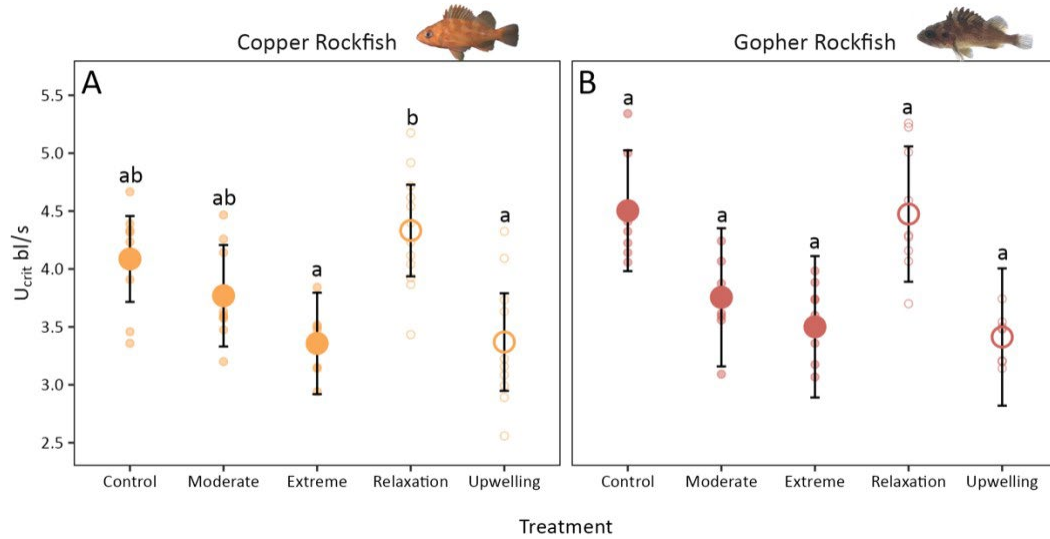 Copper Rockfish
Gopher Rockfish
A
B
U_crit bl/s
5.5
5.0
4.5
4.0
3.5
3.0
2.5
ab
ab
a
b
a
a
a
a
a
a
Control
Moderate
Extreme
Relaxation
Upwelling
Control
Moderate
Extreme
Relaxation
Upwelling
Treatment